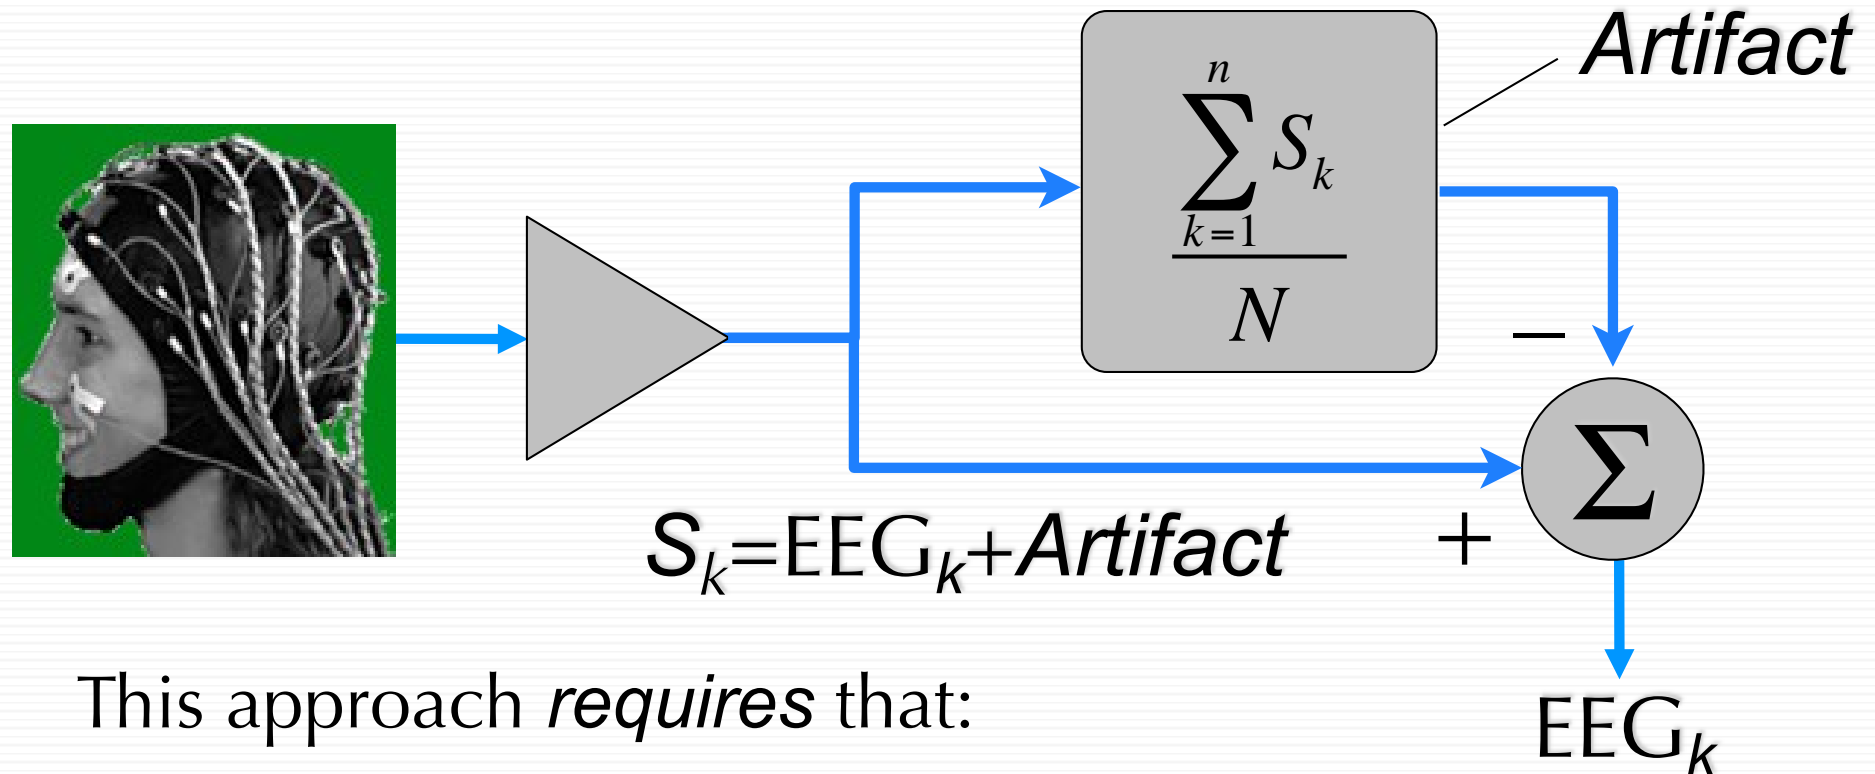 Artifact
n
∑ S_k
k=1
N
−
Σ
+
S_k=EEG_k+Artifact
EEG_k
This approach requires that: